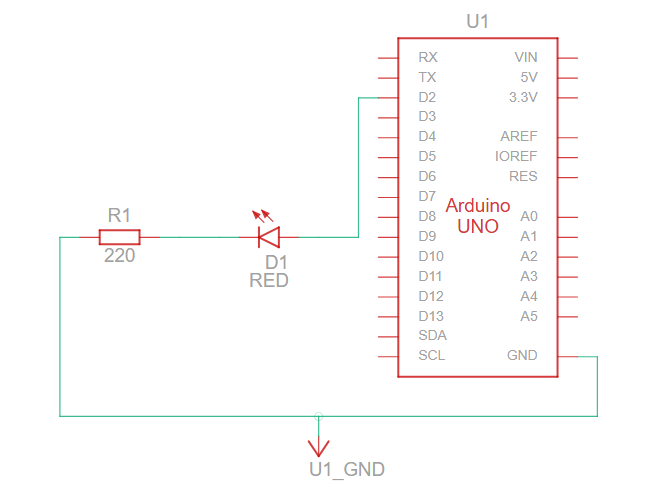 U1
RX
TX
D2
D3
D4
D5
D6
D7
D8
D9
D10
D11
D12
D13
SDA
SCL
VIN
5V
3.3V
AREF
IOREF
RES
A0
A1
A2
A3
A4
A5
GND
Arduino
UNO
R1
220
D1
RED
U1_GND